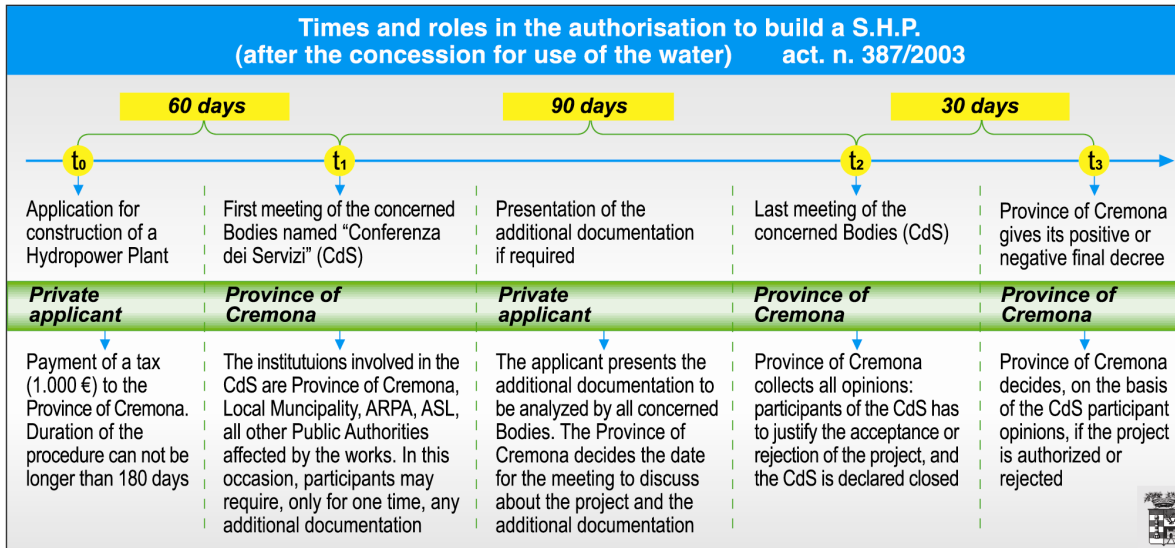 Times and roles in the authorisation to build a S.H.P.
(after the concession for use of the water) act. n. 387/2003
60 days
90 days
30 days
t0
t1
t2
t3
Application for
construction of a
Hydropower Plant
First meeting of the concerned
Bodies named “Conferenza
dei Servizi” (CdS)
Presentation of the
additional documentation
if required
Last meeting of the
concerned Bodies (CdS)
Province of Cremona
gives its positive or
negative final decree
Private
applicant
Province of
Cremona
Private
applicant
Province of
Cremona
Province of
Cremona
Payment of a tax
(1.000 €) to the
Province of Cremona.
Duration of the
procedure can not be
longer than 180 days
The institutuions involved in the
CdS are Province of Cremona,
Local Muncipality, ARPA, ASL,
all other Public Authorities
affected by the works. In this
occasion, participants may
require, only for one time, any
additional documentation
The applicant presents the
additional documentation to
be analyzed by all concerned
Bodies. The Province of
Cremona decides the date
for the meeting to discuss
about the project and the
additional documentation
Province of Cremona
collects all opinions:
participants of the CdS has
to justify the acceptance or
rejection of the project, and
the CdS is declared closed
Province of Cremona
decides, on the basis
of the CdS participant
opinions, if the project
is authorized or
rejected